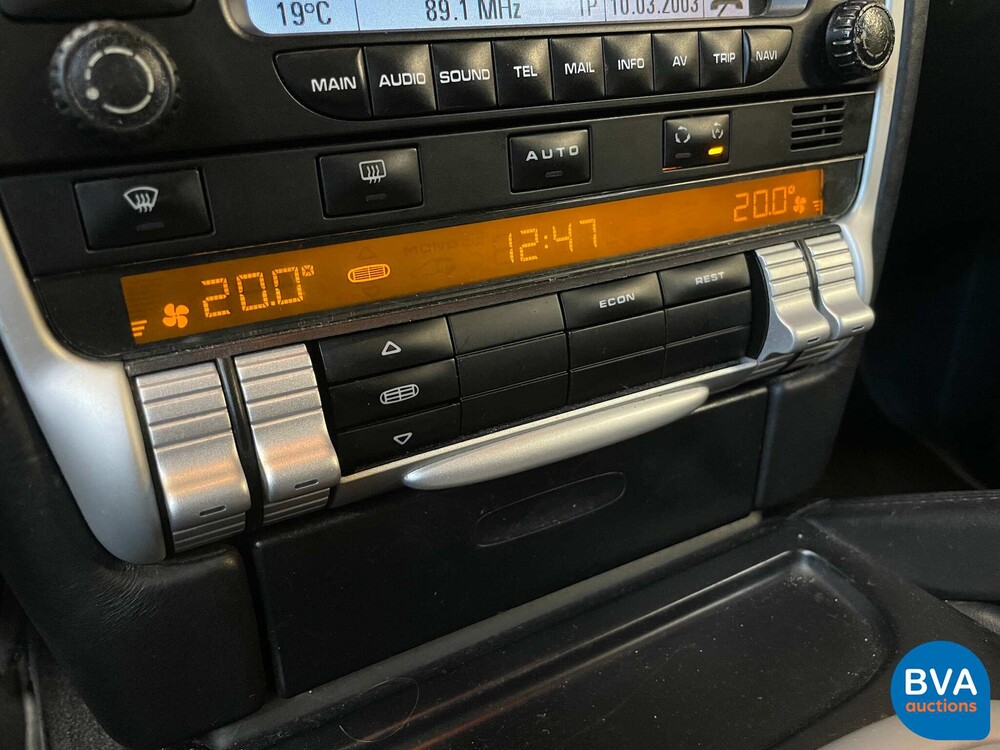 19°C 89.1 MHz TP 10.03.2003
MAIN AUDIO SOUND TEL MAIL INFO AV TRIP NAVI
AUTO
20.0° 12:47 20.0°
ECON REST
BVA
auctions